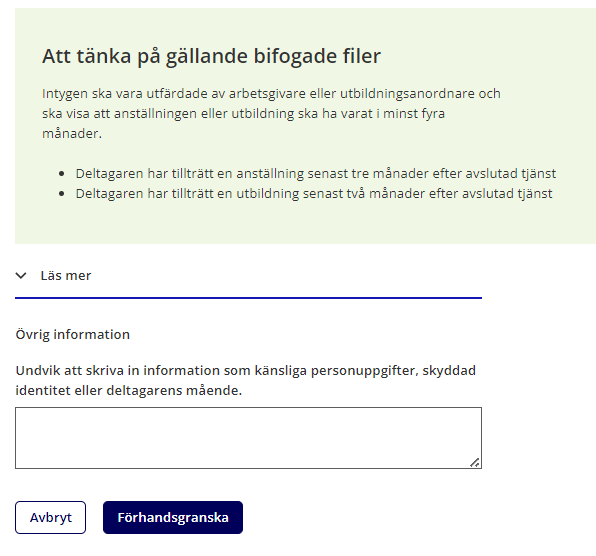 Att tänka på gällande bifogade filer
Intygen ska vara utfärdade av arbetsgivare eller utbildningsanordnare och
ska visa att anställningen eller utbildning ska ha varat i minst fyra
månader.
• Deltagaren har tillträtt en anställning senast tre månader efter avslutad tjänst
• Deltagaren har tillträtt en utbildning senast två månader efter avslutad tjänst
Läs mer
Övrig information
Undvik att skriva in information som känsliga personuppgifter, skyddad
identitet eller deltagarens mående.
Avbryt
Förhandsgranska